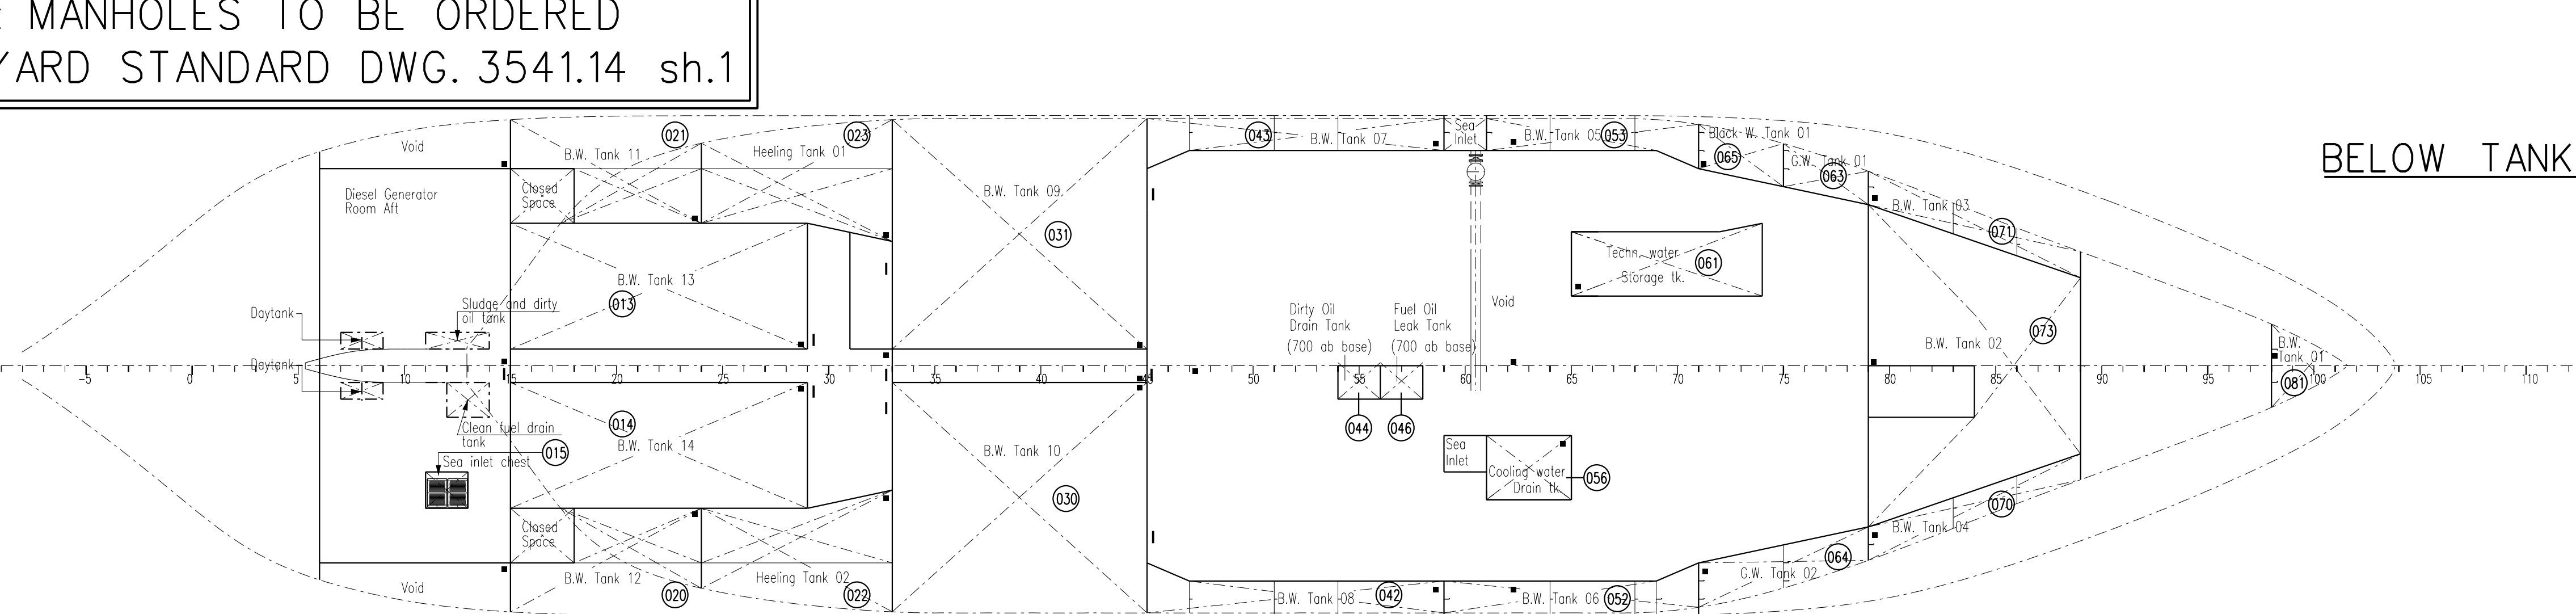 MANHOLES TO BE ORDERED
YARD STANDARD DWG. 3541.14 sh.1
BELOW TANK
Void
021
B.W. Tank 11
023
Heeling Tank 01
043
B.W. Tank 07
Sea
Inlet
B.W. Tank 05
053
Black W. Tank 01
065
G.W. Tank 01
063
Diesel Generator
Room Aft
Closed
Space
B.W. Tank 09
031
B.W. Tank 03
071
B.W. Tank 13
013
Techn. water
Storage tk.
061
Daytank
Sludge and dirty
oil tank
Dirty Oil
Drain Tank
(700 ab base)
Fuel Oil
Leak Tank
(700 ab base)
Void
073
B.W. Tank 02
B.W.
Tank 01
081
Daytank
-5 0 5 10 15 20 25 30 35 40 45 50 55 60 65 70 75 80 85 90 95 100 105 110
044
046
Clean fuel drain
tank
014
B.W. Tank 14
015
Sea inlet chest
B.W. Tank 10
030
Sea
Inlet
Cooling water
Drain tk.
056
070
B.W. Tank 04
Closed
Space
064
G.W. Tank 02
Void
B.W. Tank 12
020
Heeling Tank 02
022
B.W. Tank 08
042
B.W. Tank 06
052